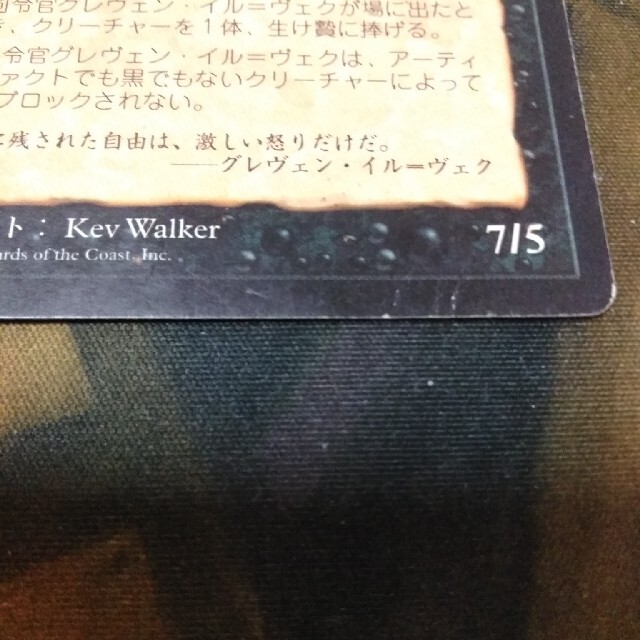 司令官グレヴェン・イル＝ヴェクが場に出たと
き、クリーチャーを１体、生け贄に捧げる。
令官グレヴェン・イル＝ヴェクは、アーティ
ァクトでも黒でもないクリーチャーによって
ブロックされない。
に残された自由は、激しい怒りだけだ。
――グレヴェン・イル＝ヴェク
ト： Kev Walker
7/5
ards of the Coast, Inc.